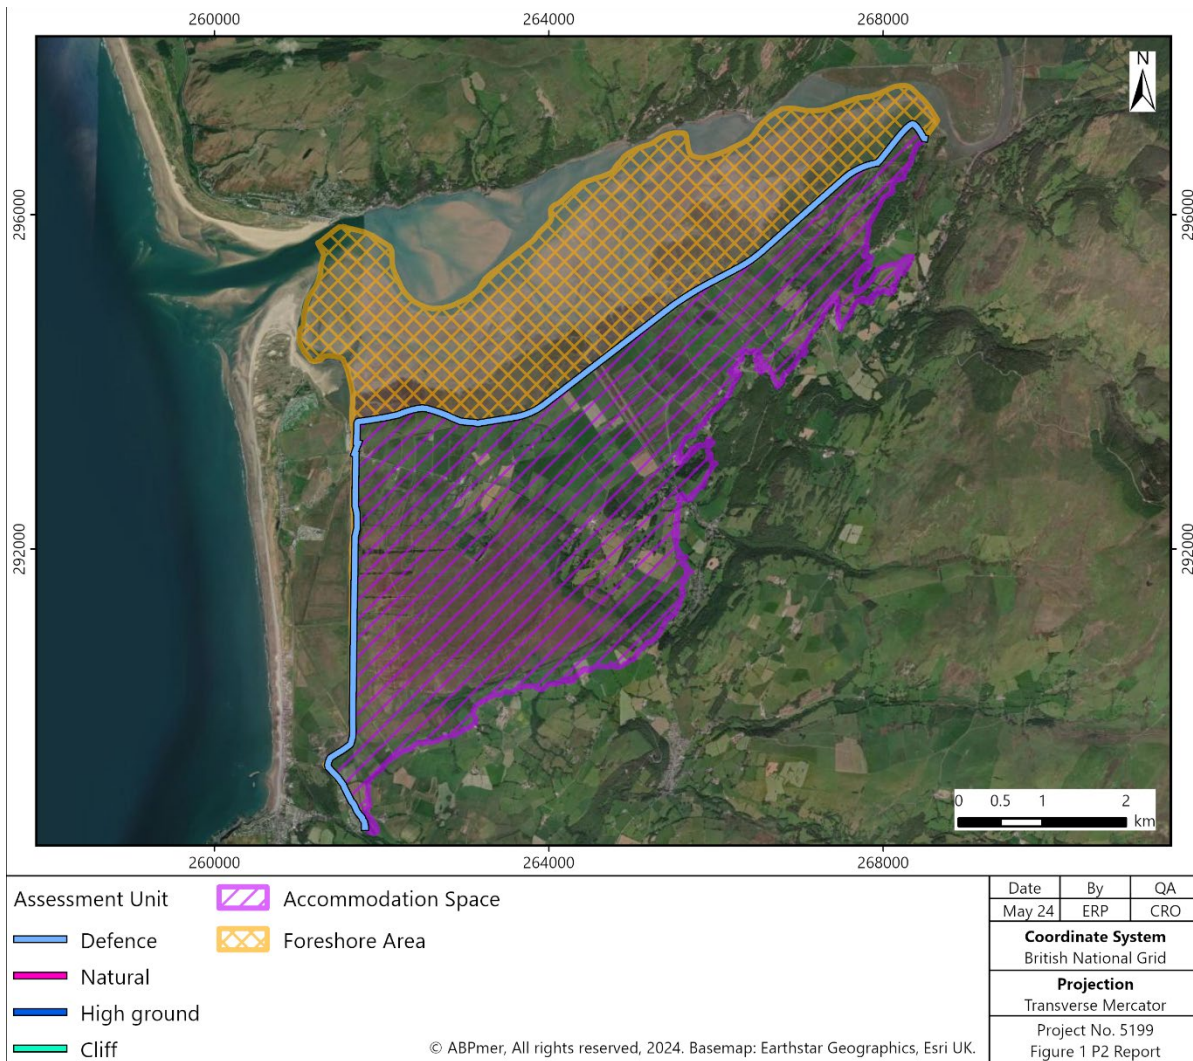 260000 264000 268000
N
296000 296000
292000 292000
0 0.5 1 2
km
260000 264000 268000
Assessment Unit
Defence
Natural
High ground
Cliff
Accommodation Space
Foreshore Area
© ABPmer, All rights reserved, 2024. Basemap: Earthstar Geographics, Esri UK.
Date By QA
May 24 ERP CRO
Coordinate System
British National Grid
Projection
Transverse Mercator
Project No. 5199
Figure 1 P2 Report